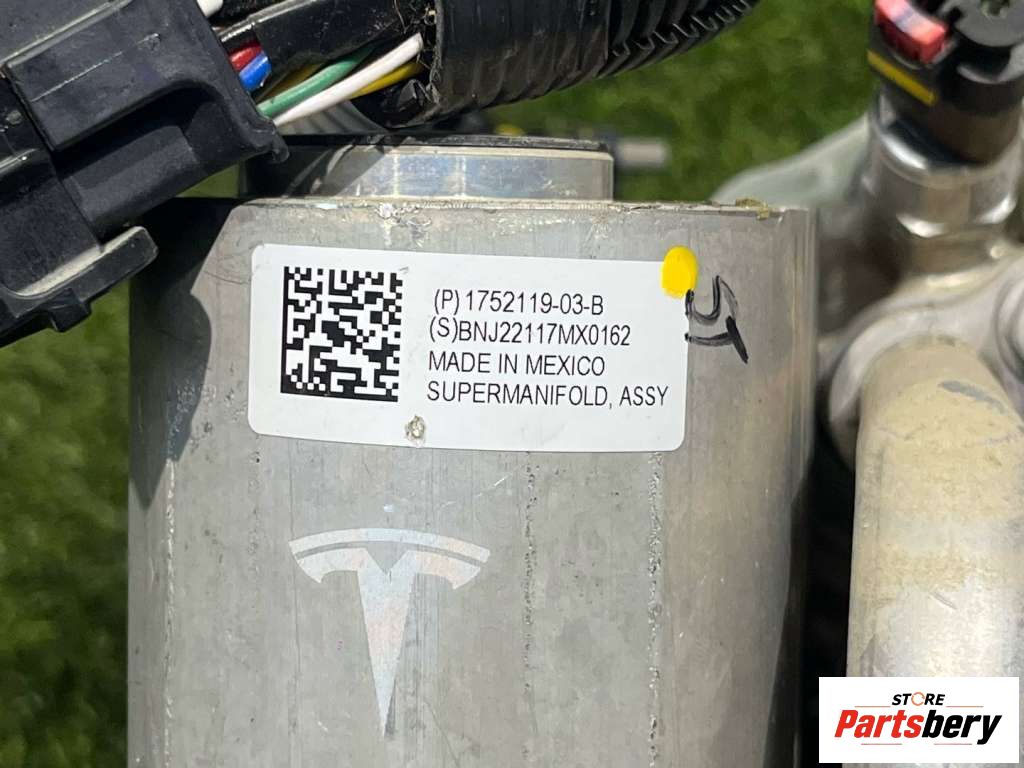 (P) 1752119-03-B
(S)BNJ22117MX0162
MADE IN MEXICO
SUPERMANIFOLD, ASSY
STORE
Partsbery